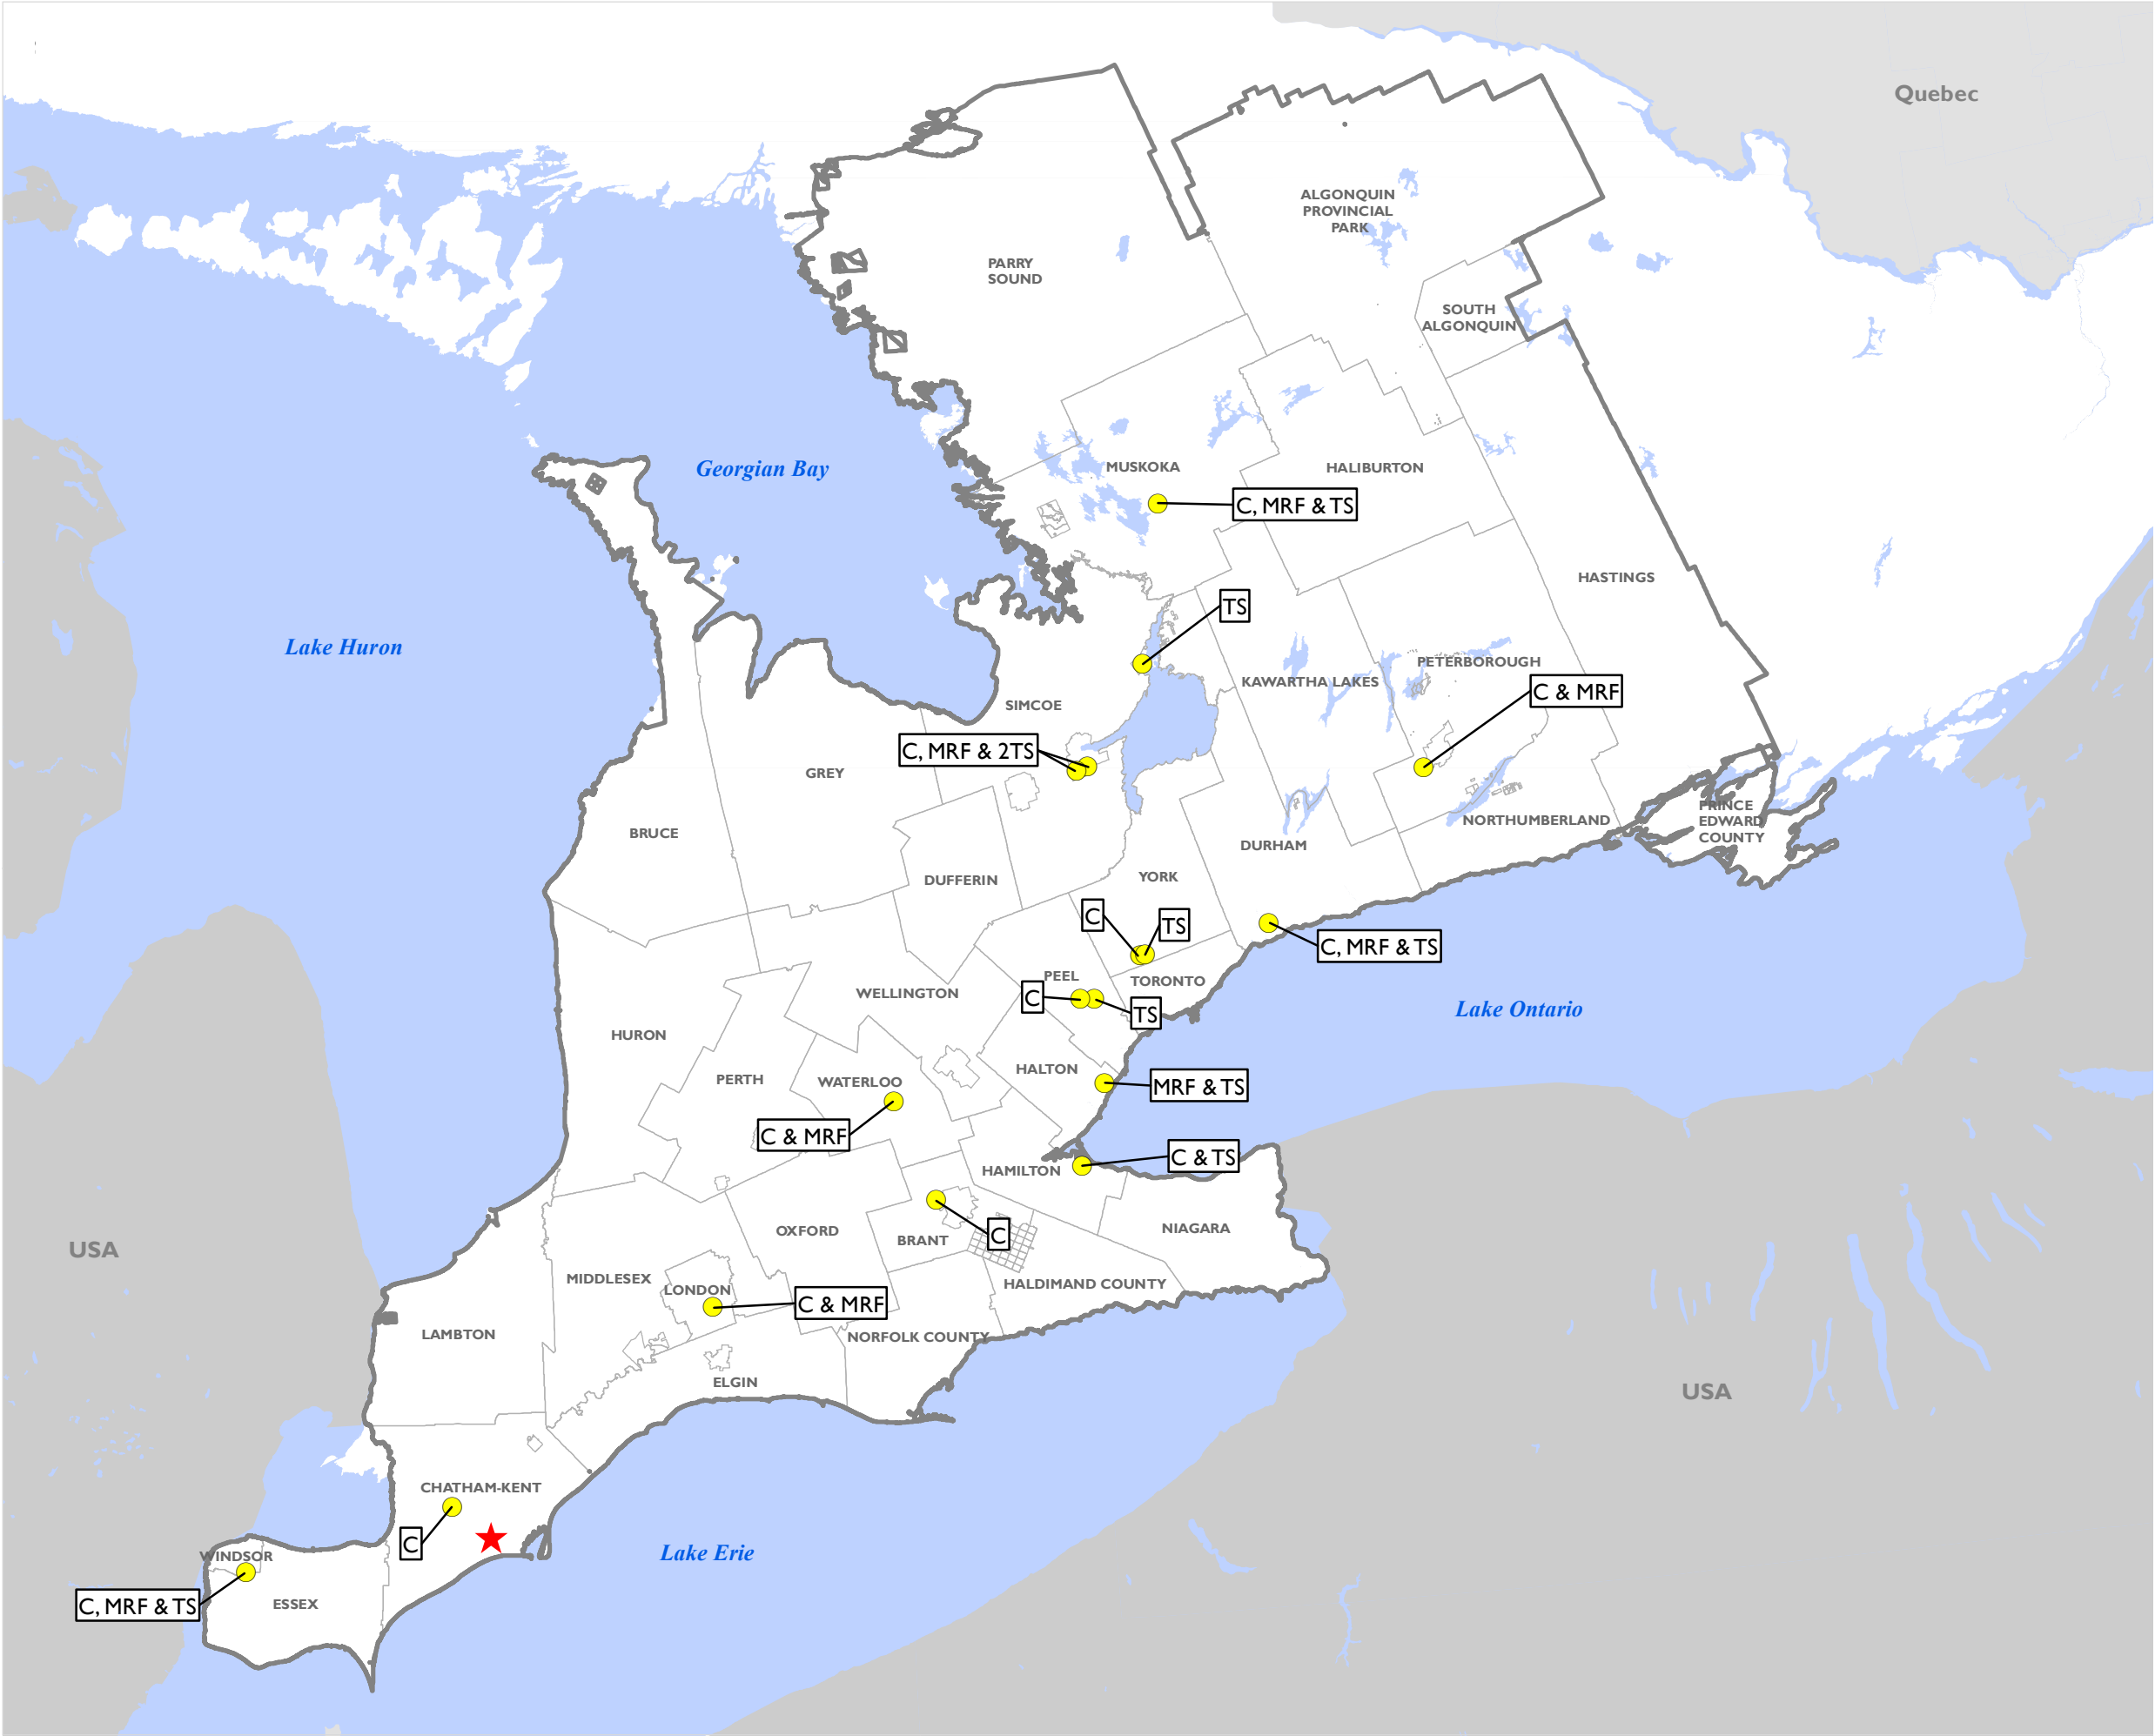 Quebec
ALGONQUIN
PROVINCIAL
PARK
PARRY
SOUND
SOUTH
ALGONQUIN
Georgian Bay
MUSKOKA
HALIBURTON
C, MRF & TS
HASTINGS
TS
Lake Huron
PETERBOROUGH
KAWARTHA LAKES
C & MRF
SIMCOE
C, MRF & 2TS
GREY
PRINCE
EDWARD
COUNTY
NORTHUMBERLAND
BRUCE
DURHAM
DUFFERIN
YORK
C
TS
C, MRF & TS
PEEL
TORONTO
WELLINGTON
C
TS
Lake Ontario
HURON
HALTON
PERTH
WATERLOO
MRF & TS
C & MRF
C & TS
HAMILTON
OXFORD
BRANT
C
NIAGARA
USA
MIDDLESEX
LONDON
HALDIMAND COUNTY
C & MRF
LAMBTON
NORFOLK COUNTY
ELGIN
USA
CHATHAM-KENT
C
WINDSOR
Lake Erie
ESSEX
C, MRF & TS